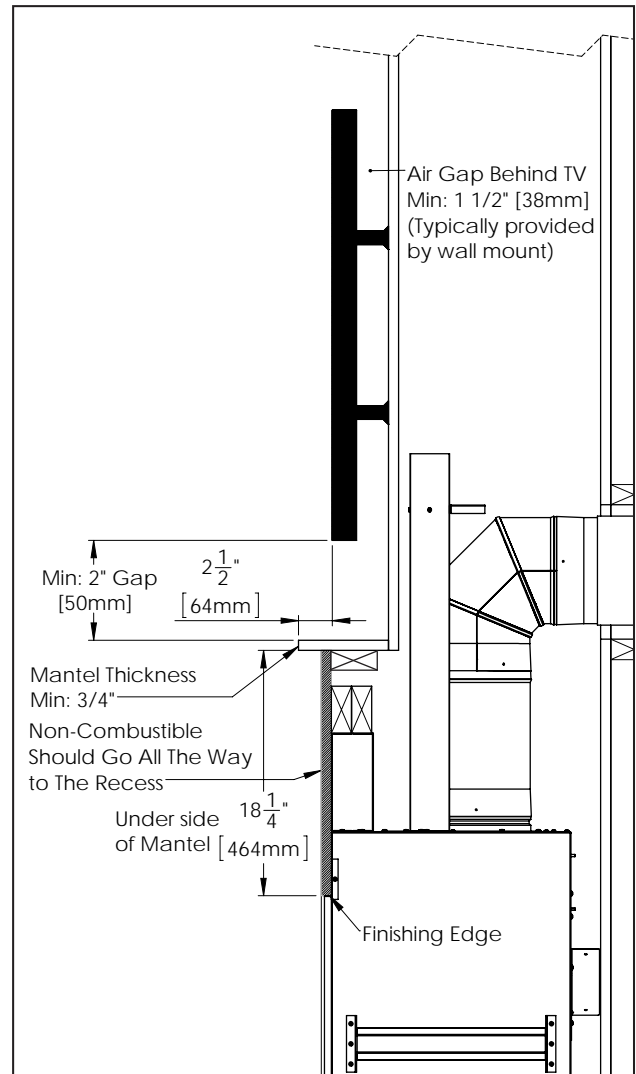 Air Gap Behind TV
Min: 1 1/2" [38mm]
(Typically provided
by wall mount)
Min: 2" Gap
[50mm]
2 1/2"
[64mm]
Mantel Thickness
Min: 3/4"
Non-Combustible
Should Go All The Way
to The Recess
Under side
of Mantel
18 1/4"
[464mm]
Finishing Edge